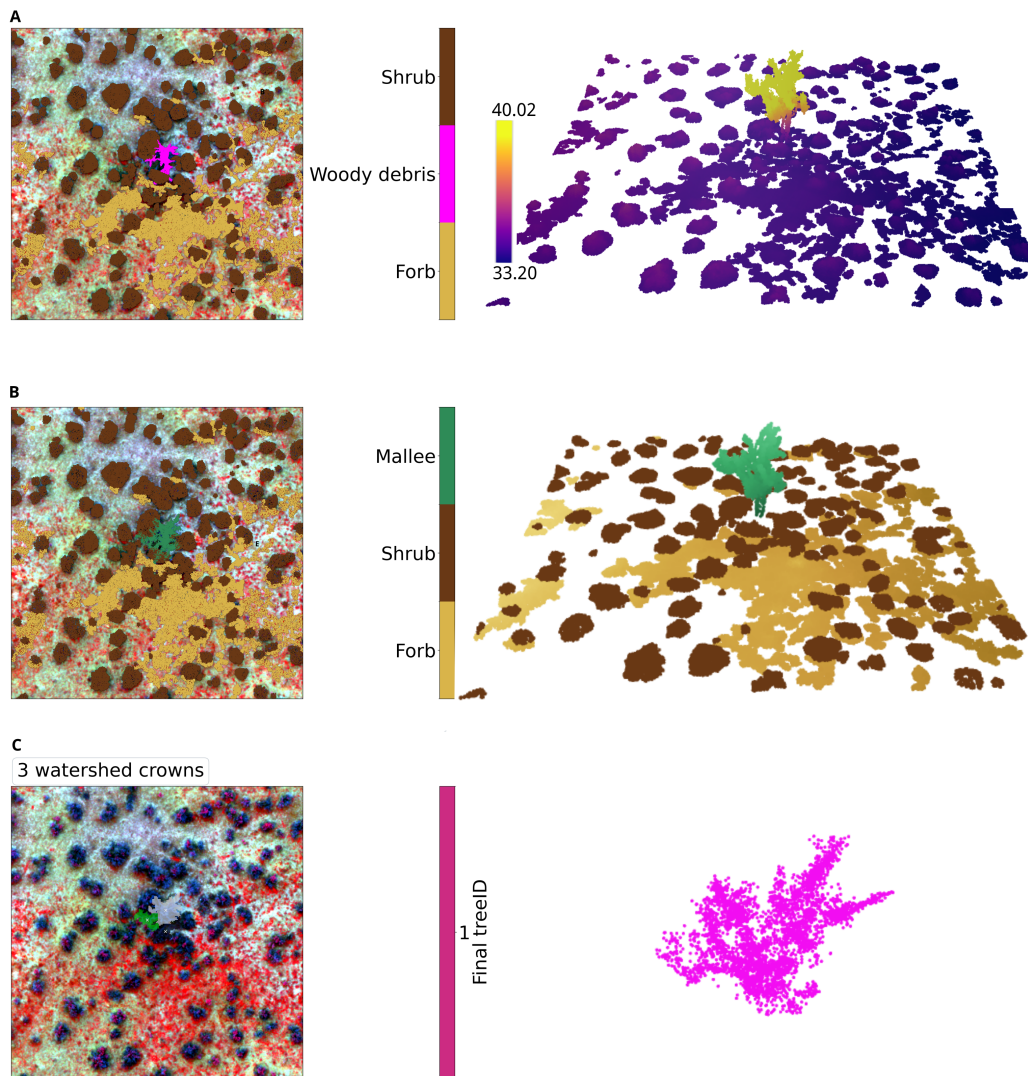 A
Shrub
Woody debris
Forb
40.02
33.20
B
Mallee
Shrub
Forb
E
C
3 watershed crowns
1
Final treeID